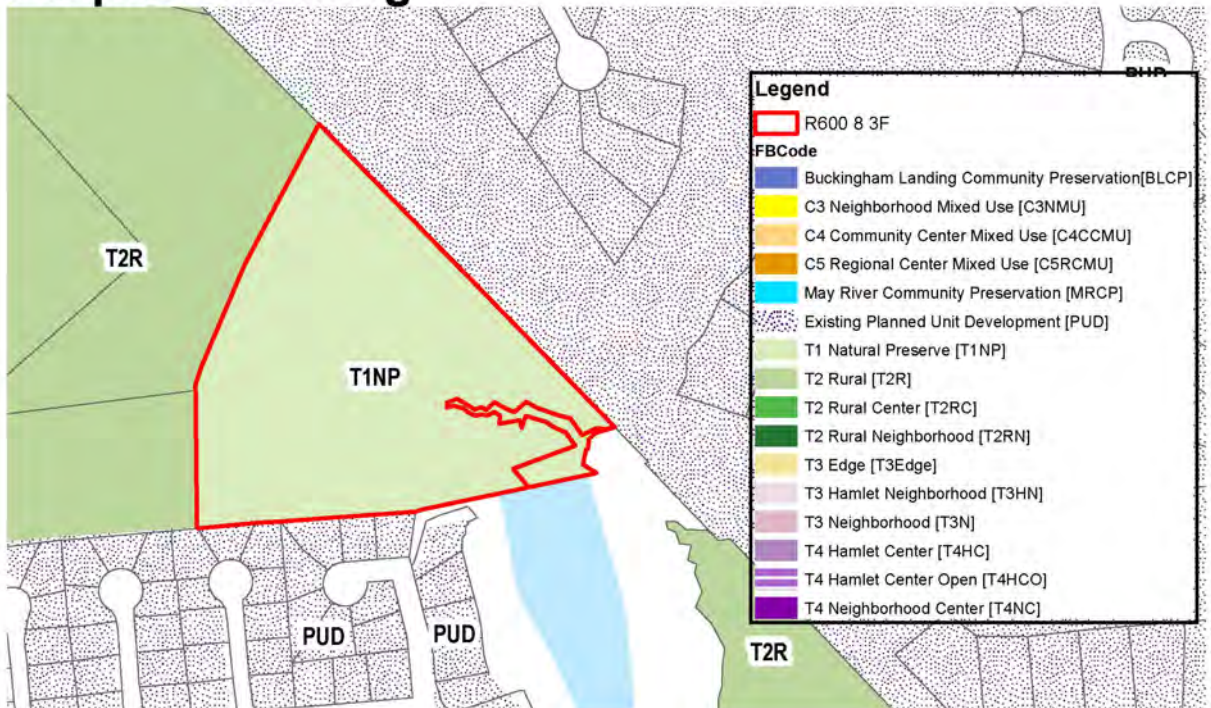 Legend
R600 8 3F
FBCode
Buckingham Landing Community Preservation[BLCP]
C3 Neighborhood Mixed Use [C3NMU]
C4 Community Center Mixed Use [C4CCMU]
C5 Regional Center Mixed Use [C5RCMU]
May River Community Preservation [MRCP]
Existing Planned Unit Development [PUD]
T1 Natural Preserve [T1NP]
T2 Rural [T2R]
T2 Rural Center [T2RC]
T2 Rural Neighborhood [T2RN]
T3 Edge [T3Edge]
T3 Hamlet Neighborhood [T3HN]
T3 Neighborhood [T3N]
T4 Hamlet Center [T4HC]
T4 Hamlet Center Open [T4HCO]
T4 Neighborhood Center [T4NC]
T2R
T1NP
PUD
PUD
T2R